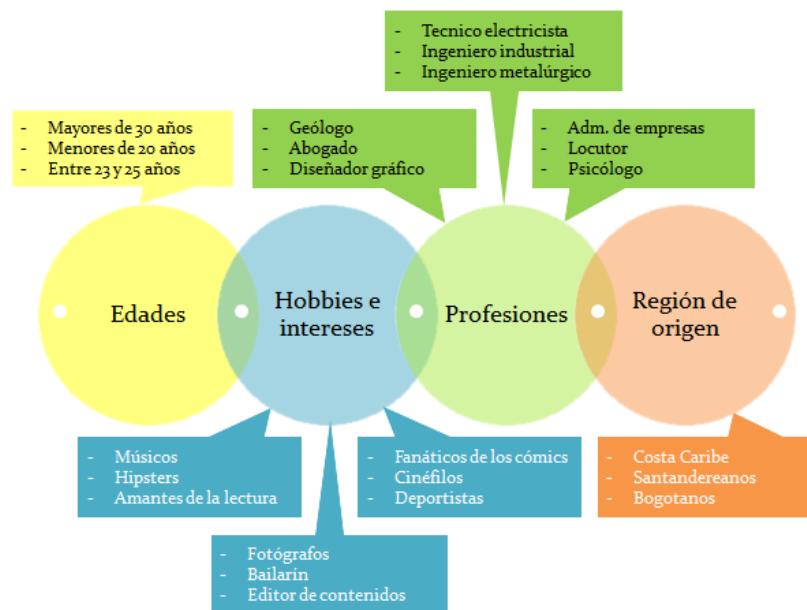 - Tecnico electricista
- Ingeniero industrial
- Ingeniero metalúrgico
- Mayores de 30 años
- Menores de 20 años
- Entre 23 y 25 años
- Geólogo
- Abogado
- Diseñador gráfico
- Adm. de empresas
- Locutor
- Psicólogo
Edades
Hobbies e
intereses
Profesiones
Región de
origen
- Músicos
- Hipsters
- Amantes de la lectura
- Fanáticos de los cómics
- Cinéfilos
- Deportistas
- Costa Caribe
- Santandereanos
- Bogotanos
- Fotógrafos
- Bailarín
- Editor de contenidos